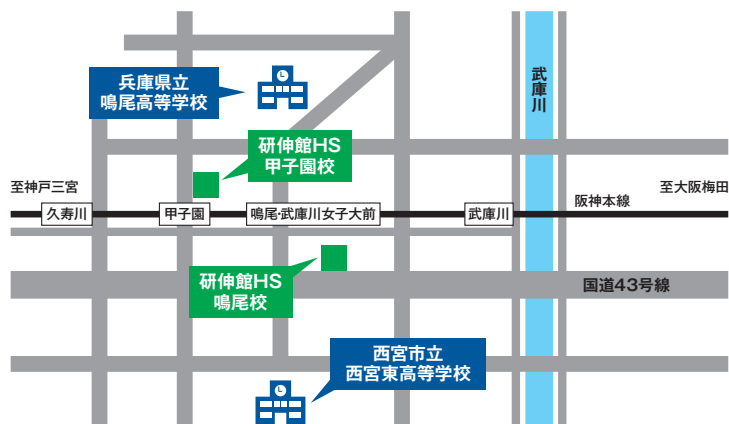 兵庫県立
鳴尾高等学校
武庫川
研伸館HS
甲子園校
至神戸三宮
至大阪梅田
阪神本線
久寿川
甲子園
鳴尾・武庫川女子大前
武庫川
研伸館HS
鳴尾校
国道43号線
西宮市立
西宮東高等学校